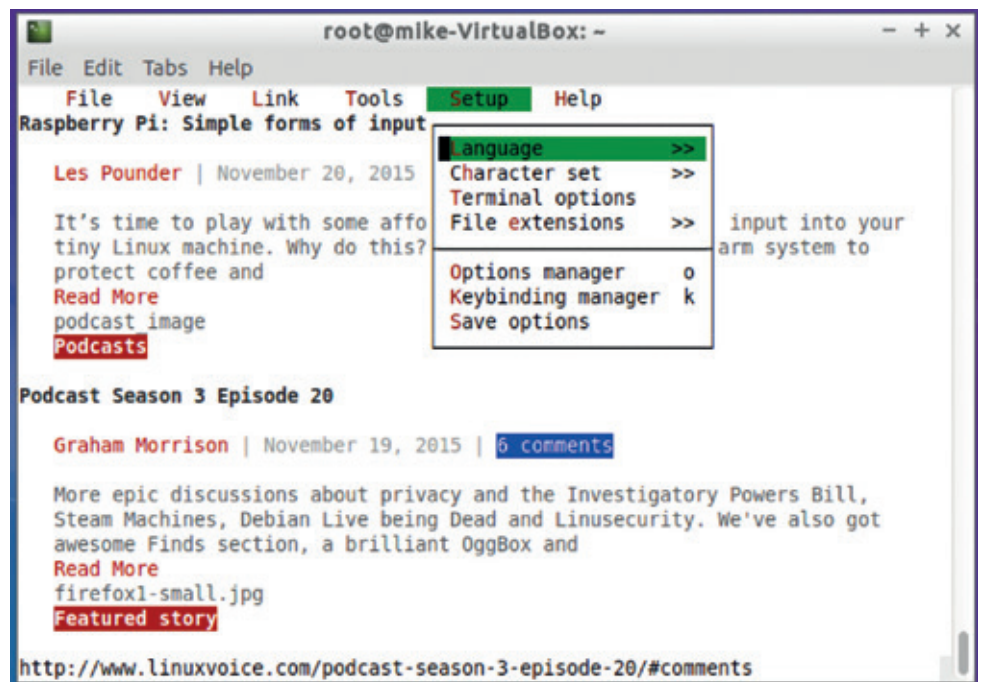 root@mike-VirtualBox: ~
File Edit Tabs Help
File View Link Tools Setup Help
Raspberry Pi: Simple forms of input
Language >>
Les Pounder | November 20, 2015
Character set >>
Terminal options
It's time to play with some affo
File extensions >>
input into your
tiny Linux machine. Why do this?
arm system to
protect coffee and
Options manager o
Read More
Keybinding manager k
podcast_image
Save options
Podcasts
Podcast Season 3 Episode 20
Graham Morrison | November 19, 2015 | 6 comments
More epic discussions about privacy and the Investigatory Powers Bill,
Steam Machines, Debian Live being Dead and Linusecurity. We've also got
awesome Finds section, a brilliant OggBox and
Read More
firefox1-small.jpg
Featured story
http://www.linuxvoice.com/podcast-season-3-episode-20/#comments